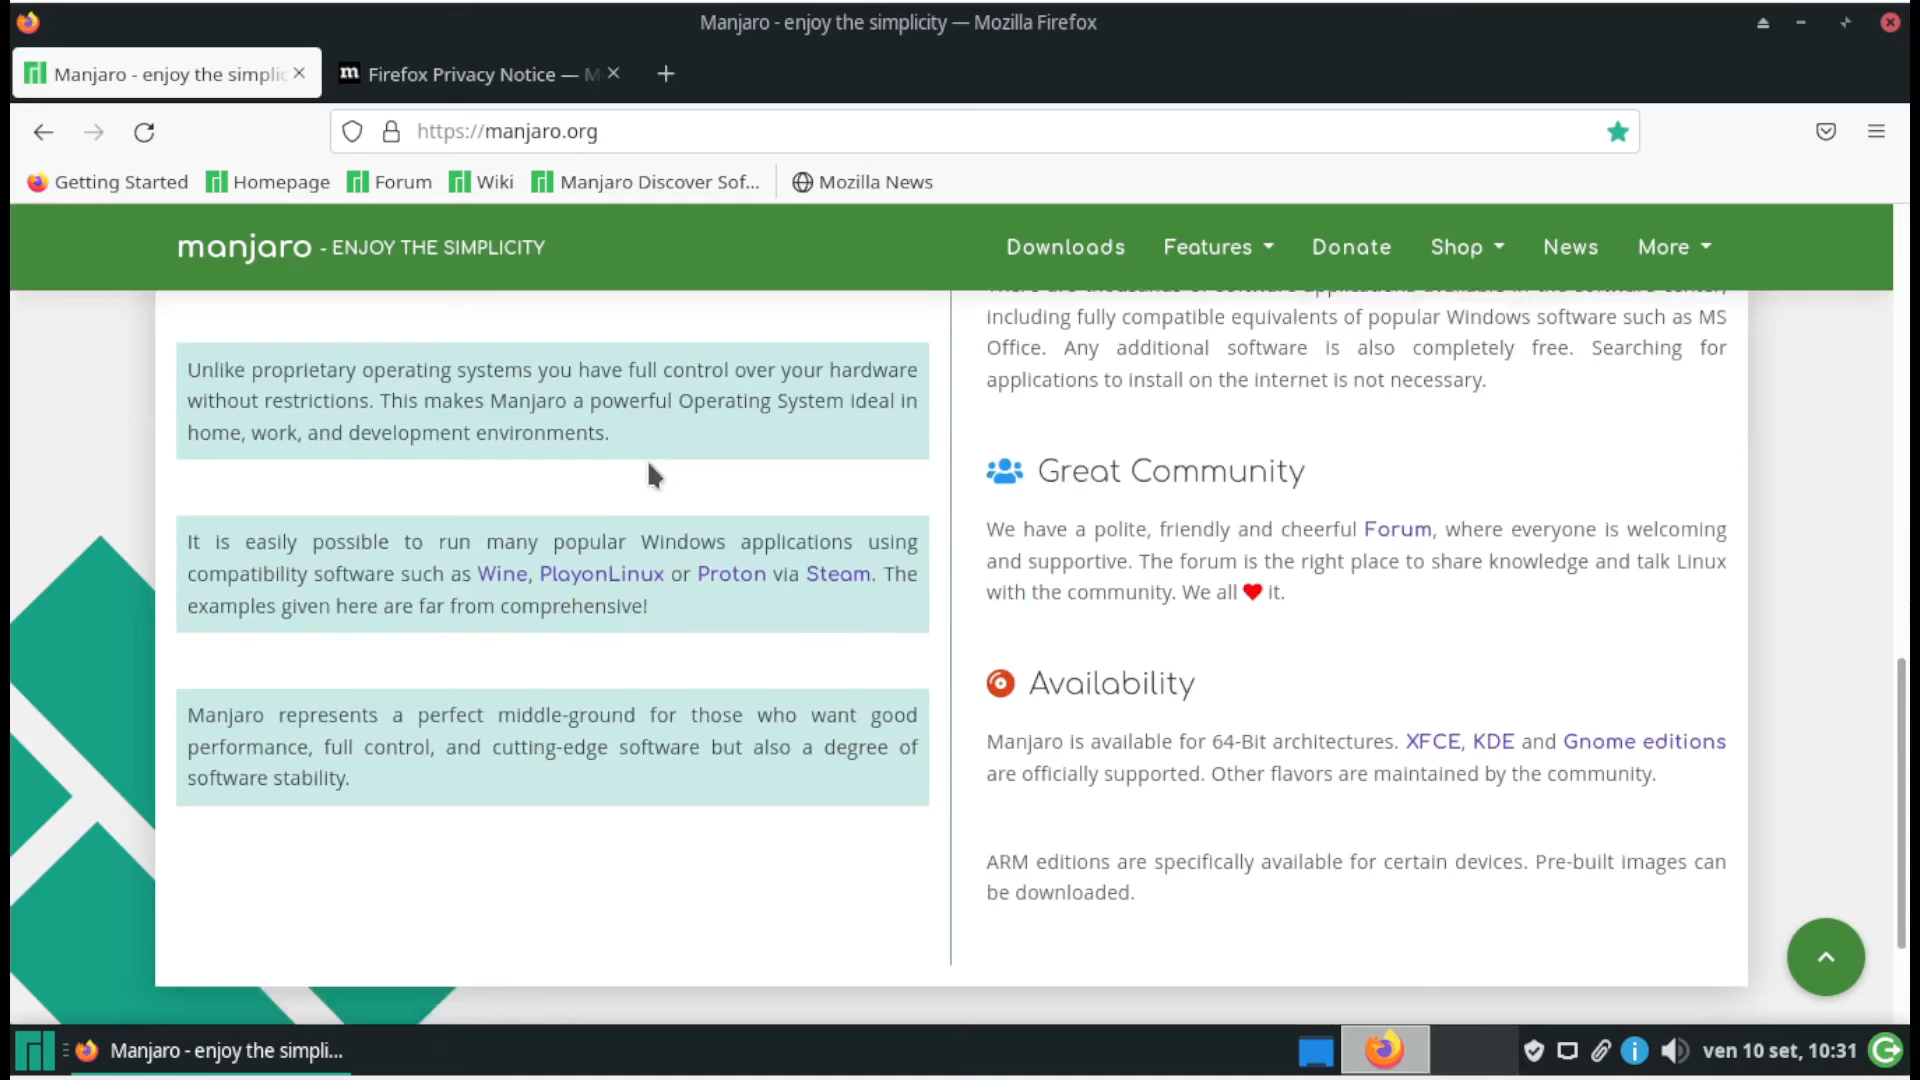 Manjaro - enjoy the simplicity — Mozilla Firefox
Manjaro - enjoy the simplic
m Firefox Privacy Notice — M
https://manjaro.org
Getting Started
Homepage
Forum
Wiki
Manjaro Discover Sof...
Mozilla News
manjaro - ENJOY THE SIMPLICITY
Downloads
Features
Donate
Shop
News
More
Unlike proprietary operating systems you have full control over your hardware
without restrictions. This makes Manjaro a powerful Operating System ideal in
home, work, and development environments.
It is easily possible to run many popular Windows applications using
compatibility software such as Wine, PlayonLinux or Proton via Steam. The
examples given here are far from comprehensive!
Manjaro represents a perfect middle-ground for those who want good
performance, full control, and cutting-edge software but also a degree of
software stability.
There are thousands of software applications available in the software center,
including fully compatible equivalents of popular Windows software such as MS
Office. Any additional software is also completely free. Searching for
applications to install on the internet is not necessary.
Great Community
We have a polite, friendly and cheerful Forum, where everyone is welcoming
and supportive. The forum is the right place to share knowledge and talk Linux
with the community. We all ❤ it.
Availability
Manjaro is available for 64-Bit architectures. XFCE, KDE and Gnome editions
are officially supported. Other flavors are maintained by the community.
ARM editions are specifically available for certain devices. Pre-built images can
be downloaded.
Manjaro - enjoy the simpli...
ven 10 set, 10:31